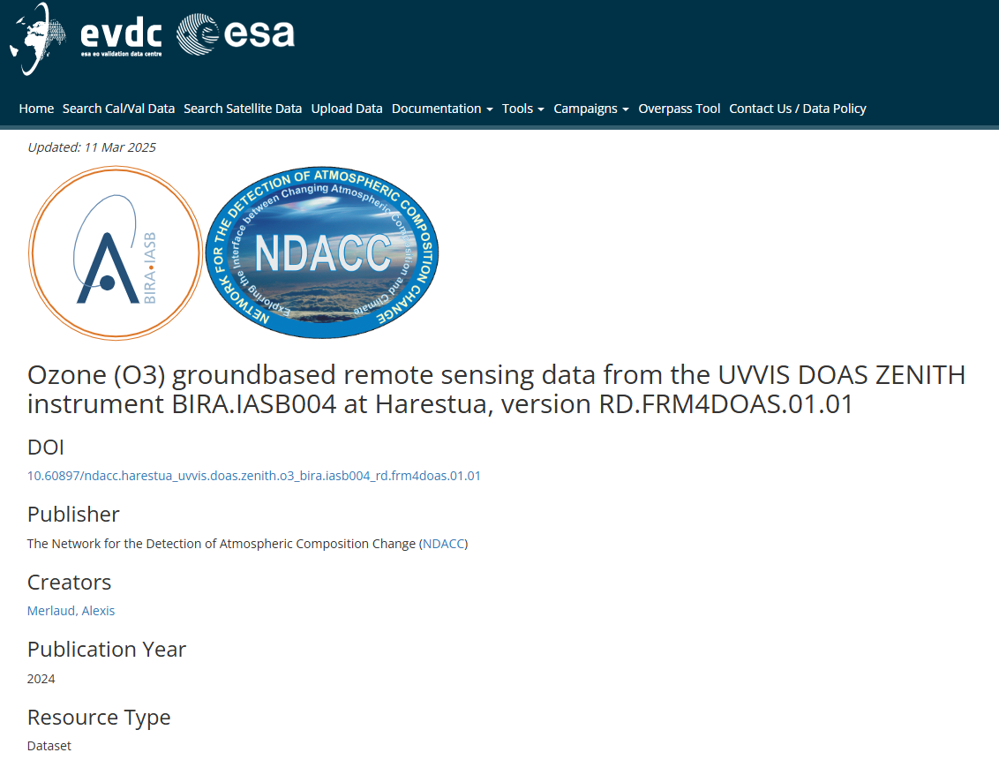 evdc
esa eo validation data centre
esa
Home Search Cal/Val Data Search Satellite Data Upload Data Documentation Tools Campaigns Overpass Tool Contact Us / Data Policy
Updated: 11 Mar 2025
BIRA•IASB
NETWORK FOR THE DETECTION OF ATMOSPHERIC COMPOSITION CHANGE
Exploring the Interface between Changing Atmospheric Composition and Climate
NDACC
Ozone (O3) groundbased remote sensing data from the UVVIS DOAS ZENITH
instrument BIRA.IASB004 at Harestua, version RD.FRM4DOAS.01.01
DOI
10.60897/ndacc.harestua_uvvis.doas.zenith.o3_bira.iasb004_rd.frm4doas.01.01
Publisher
The Network for the Detection of Atmospheric Composition Change (NDACC)
Creators
Merlaud, Alexis
Publication Year
2024
Resource Type
Dataset